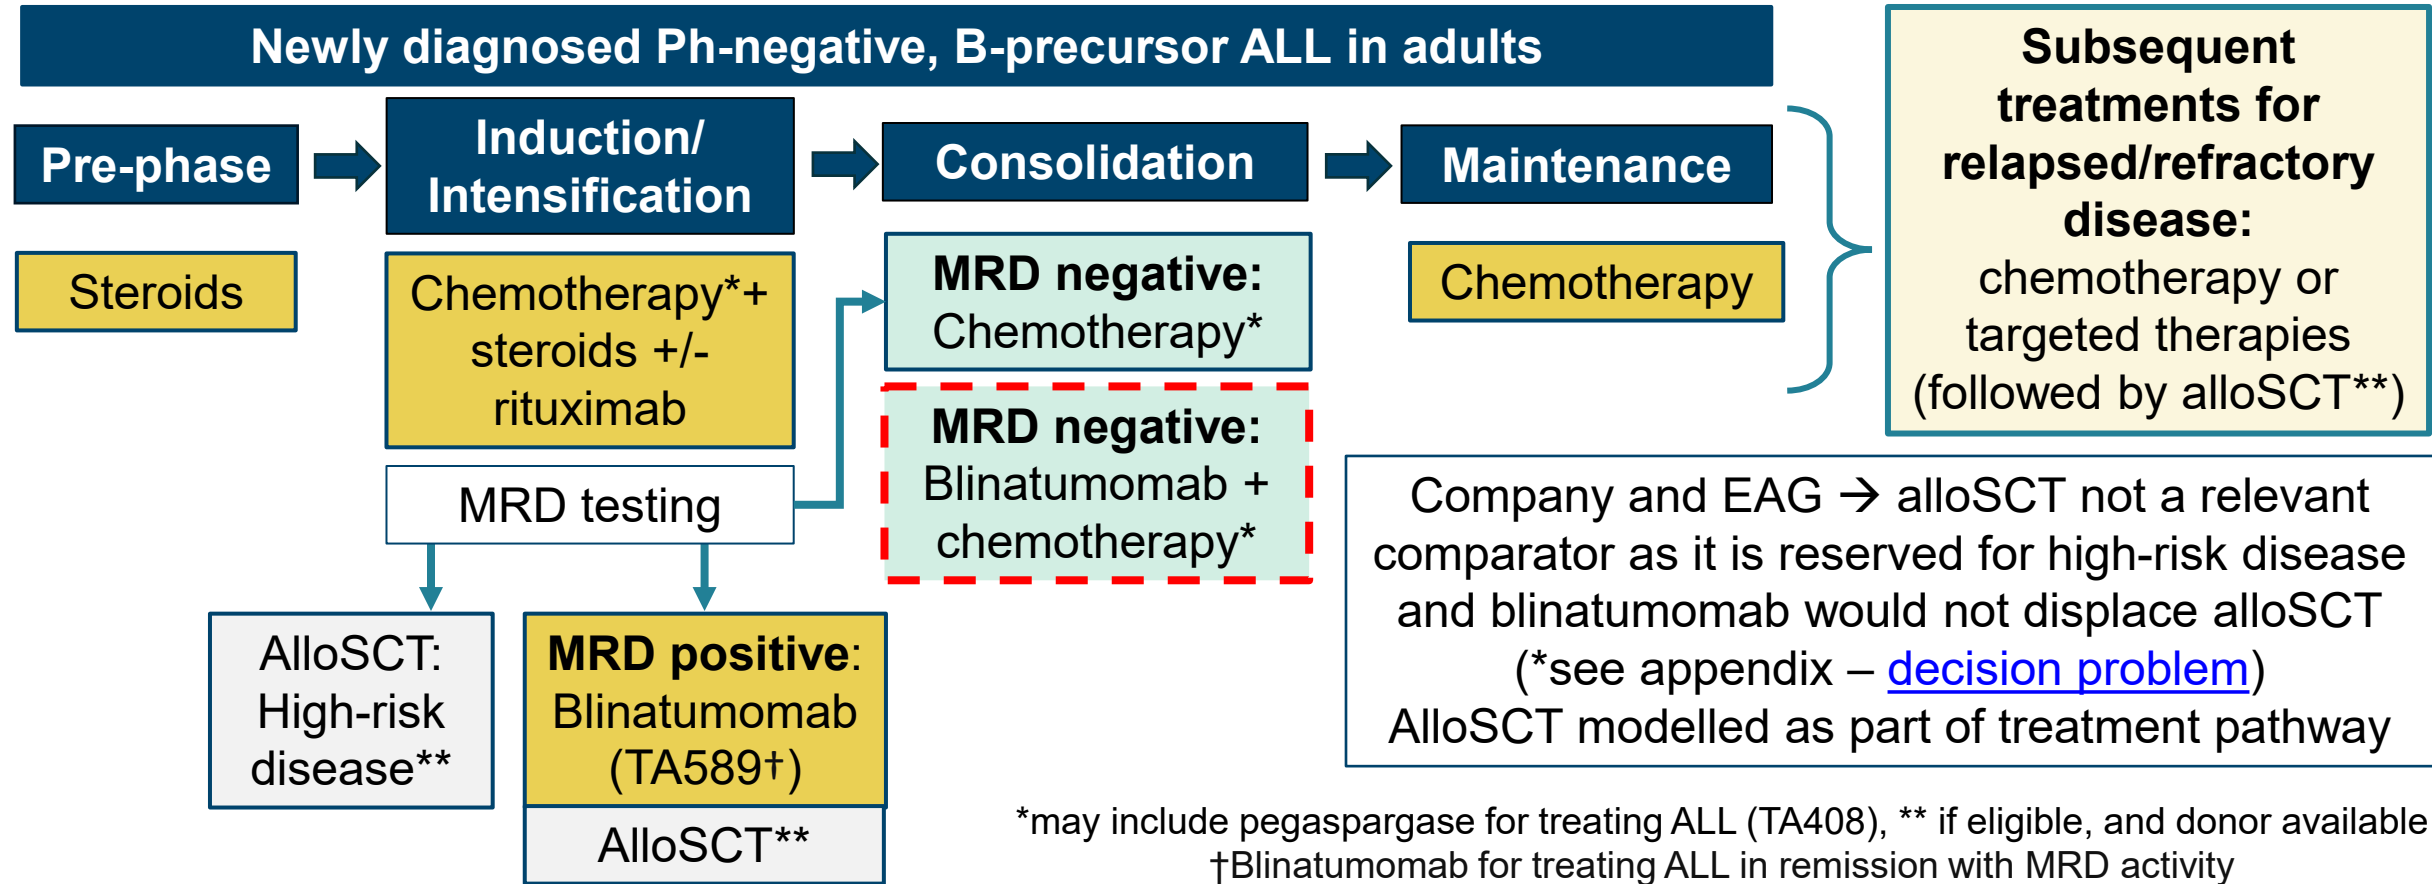 Newly diagnosed Ph-negative, B-precursor ALL in adults
Pre-phase
Induction/
Intensification
Consolidation
Maintenance
Steroids
Chemotherapy*+
steroids +/-
rituximab
MRD testing
AlloSCT:
High-risk
disease**
MRD positive:
Blinatumomab
(TA589†)
AlloSCT**
MRD negative:
Chemotherapy*
MRD negative:
Blinatumomab +
chemotherapy*
Chemotherapy
Subsequent
treatments for
relapsed/refractory
disease:
chemotherapy or
targeted therapies
(followed by alloSCT**)
Company and EAG → alloSCT not a relevant
comparator as it is reserved for high-risk disease
and blinatumomab would not displace alloSCT
(*see appendix – decision problem)
AlloSCT modelled as part of treatment pathway
*may include pegaspargase for treating ALL (TA408), ** if eligible, and donor available
†Blinatumomab for treating ALL in remission with MRD activity